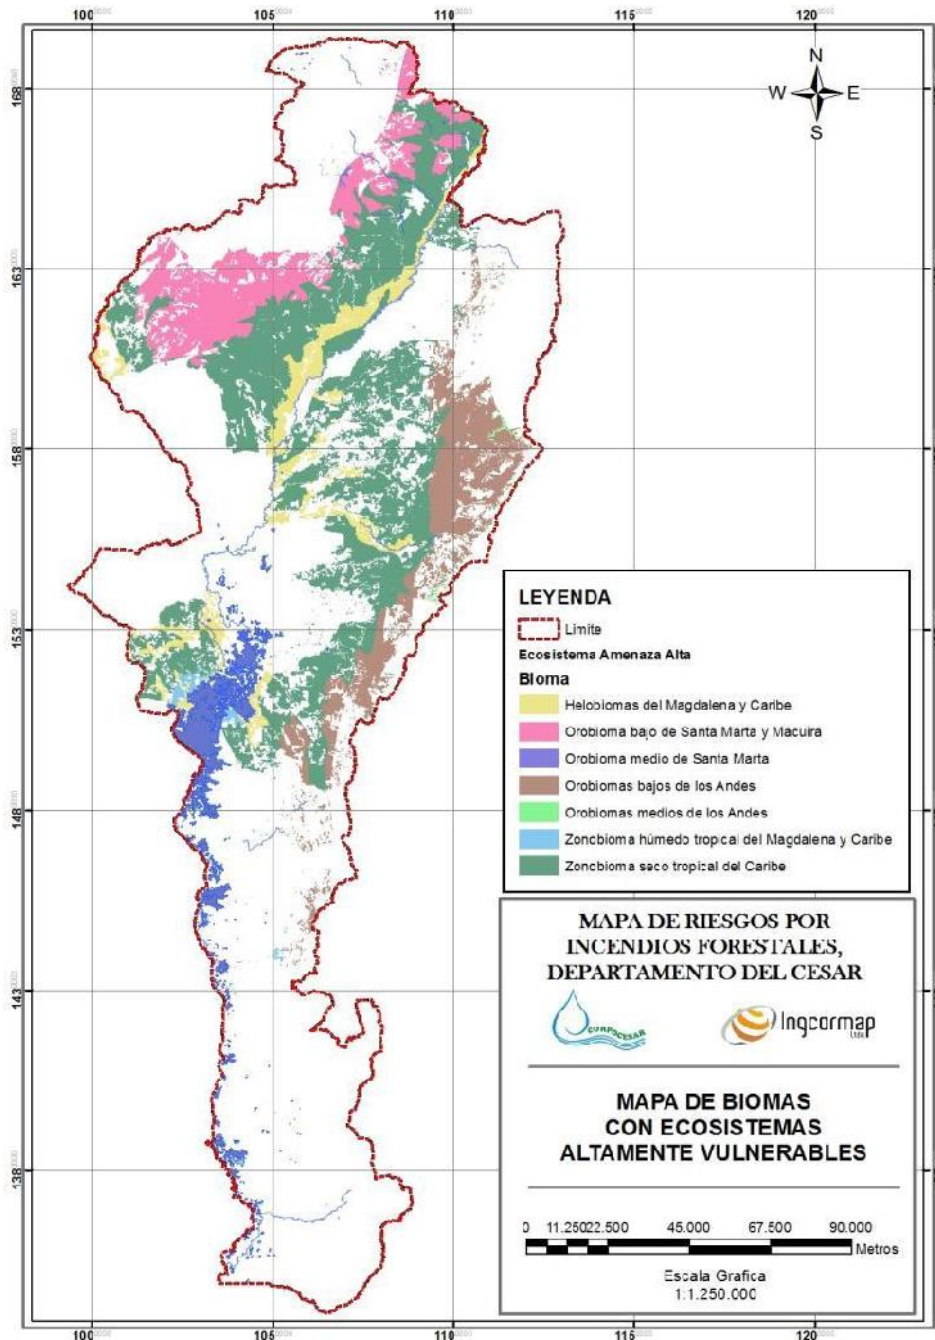 100
105
110
115
120
168
163
158
153
148
143
138
N
W E
S
LEYENDA
Limite
Ecosistema Amenaza Alta
Bioma
Helobiomas del Magdalena y Caribe
Orobioma bajo de Santa Marta y Macuira
Orobioma medio de Santa Marta
Orobiomas bajos de los Andes
Orobiomas medios de los Andes
Zonobioma húmedo tropical del Magdalena y Caribe
Zonobioma seco tropical del Caribe
MAPA DE RIESGOS POR
INCENDIOS FORESTALES,
DEPARTAMENTO DEL CESAR
CORPOCESAR
Ingcormap
Ltda
MAPA DE BIOMAS
CON ECOSISTEMAS
ALTAMENTE VULNERABLES
0 11.250 22.500 45.000 67.500 90.000
Metros
Escala Grafica
1:1.250.000
100
105
110
115
120